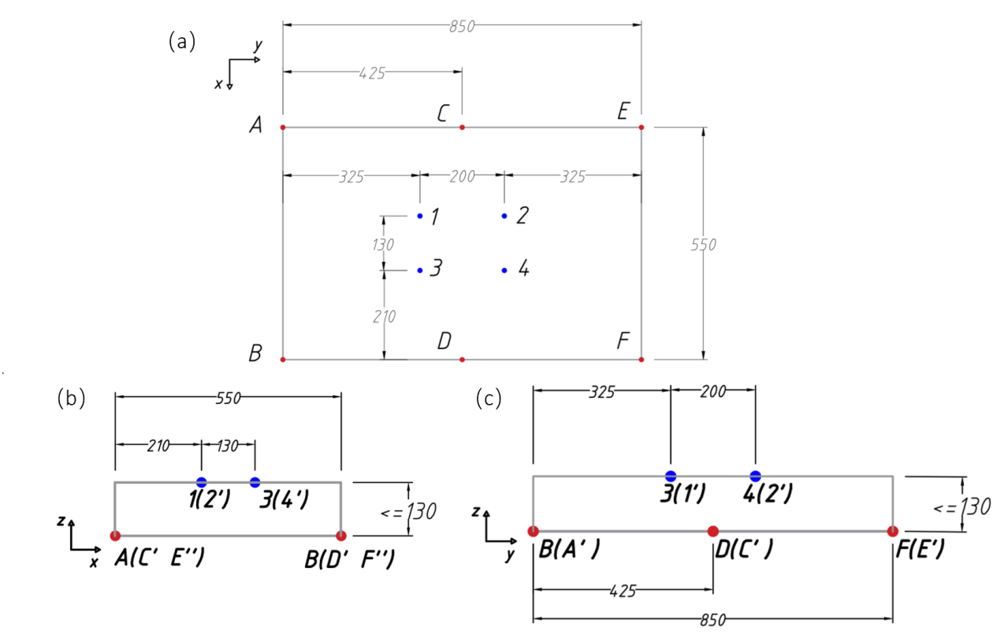 (a)
y
x
850
425
A
C
E
325
200
325
1
2
130
3
4
550
210
B
D
F
(b)
550
210
130
1(2')
3(4')
<=130
z
x
A(C' E'')
B(D' F'')
(c)
325
200
3(1')
4(2')
<=130
z
y
B(A')
D(C')
F(E')
425
850